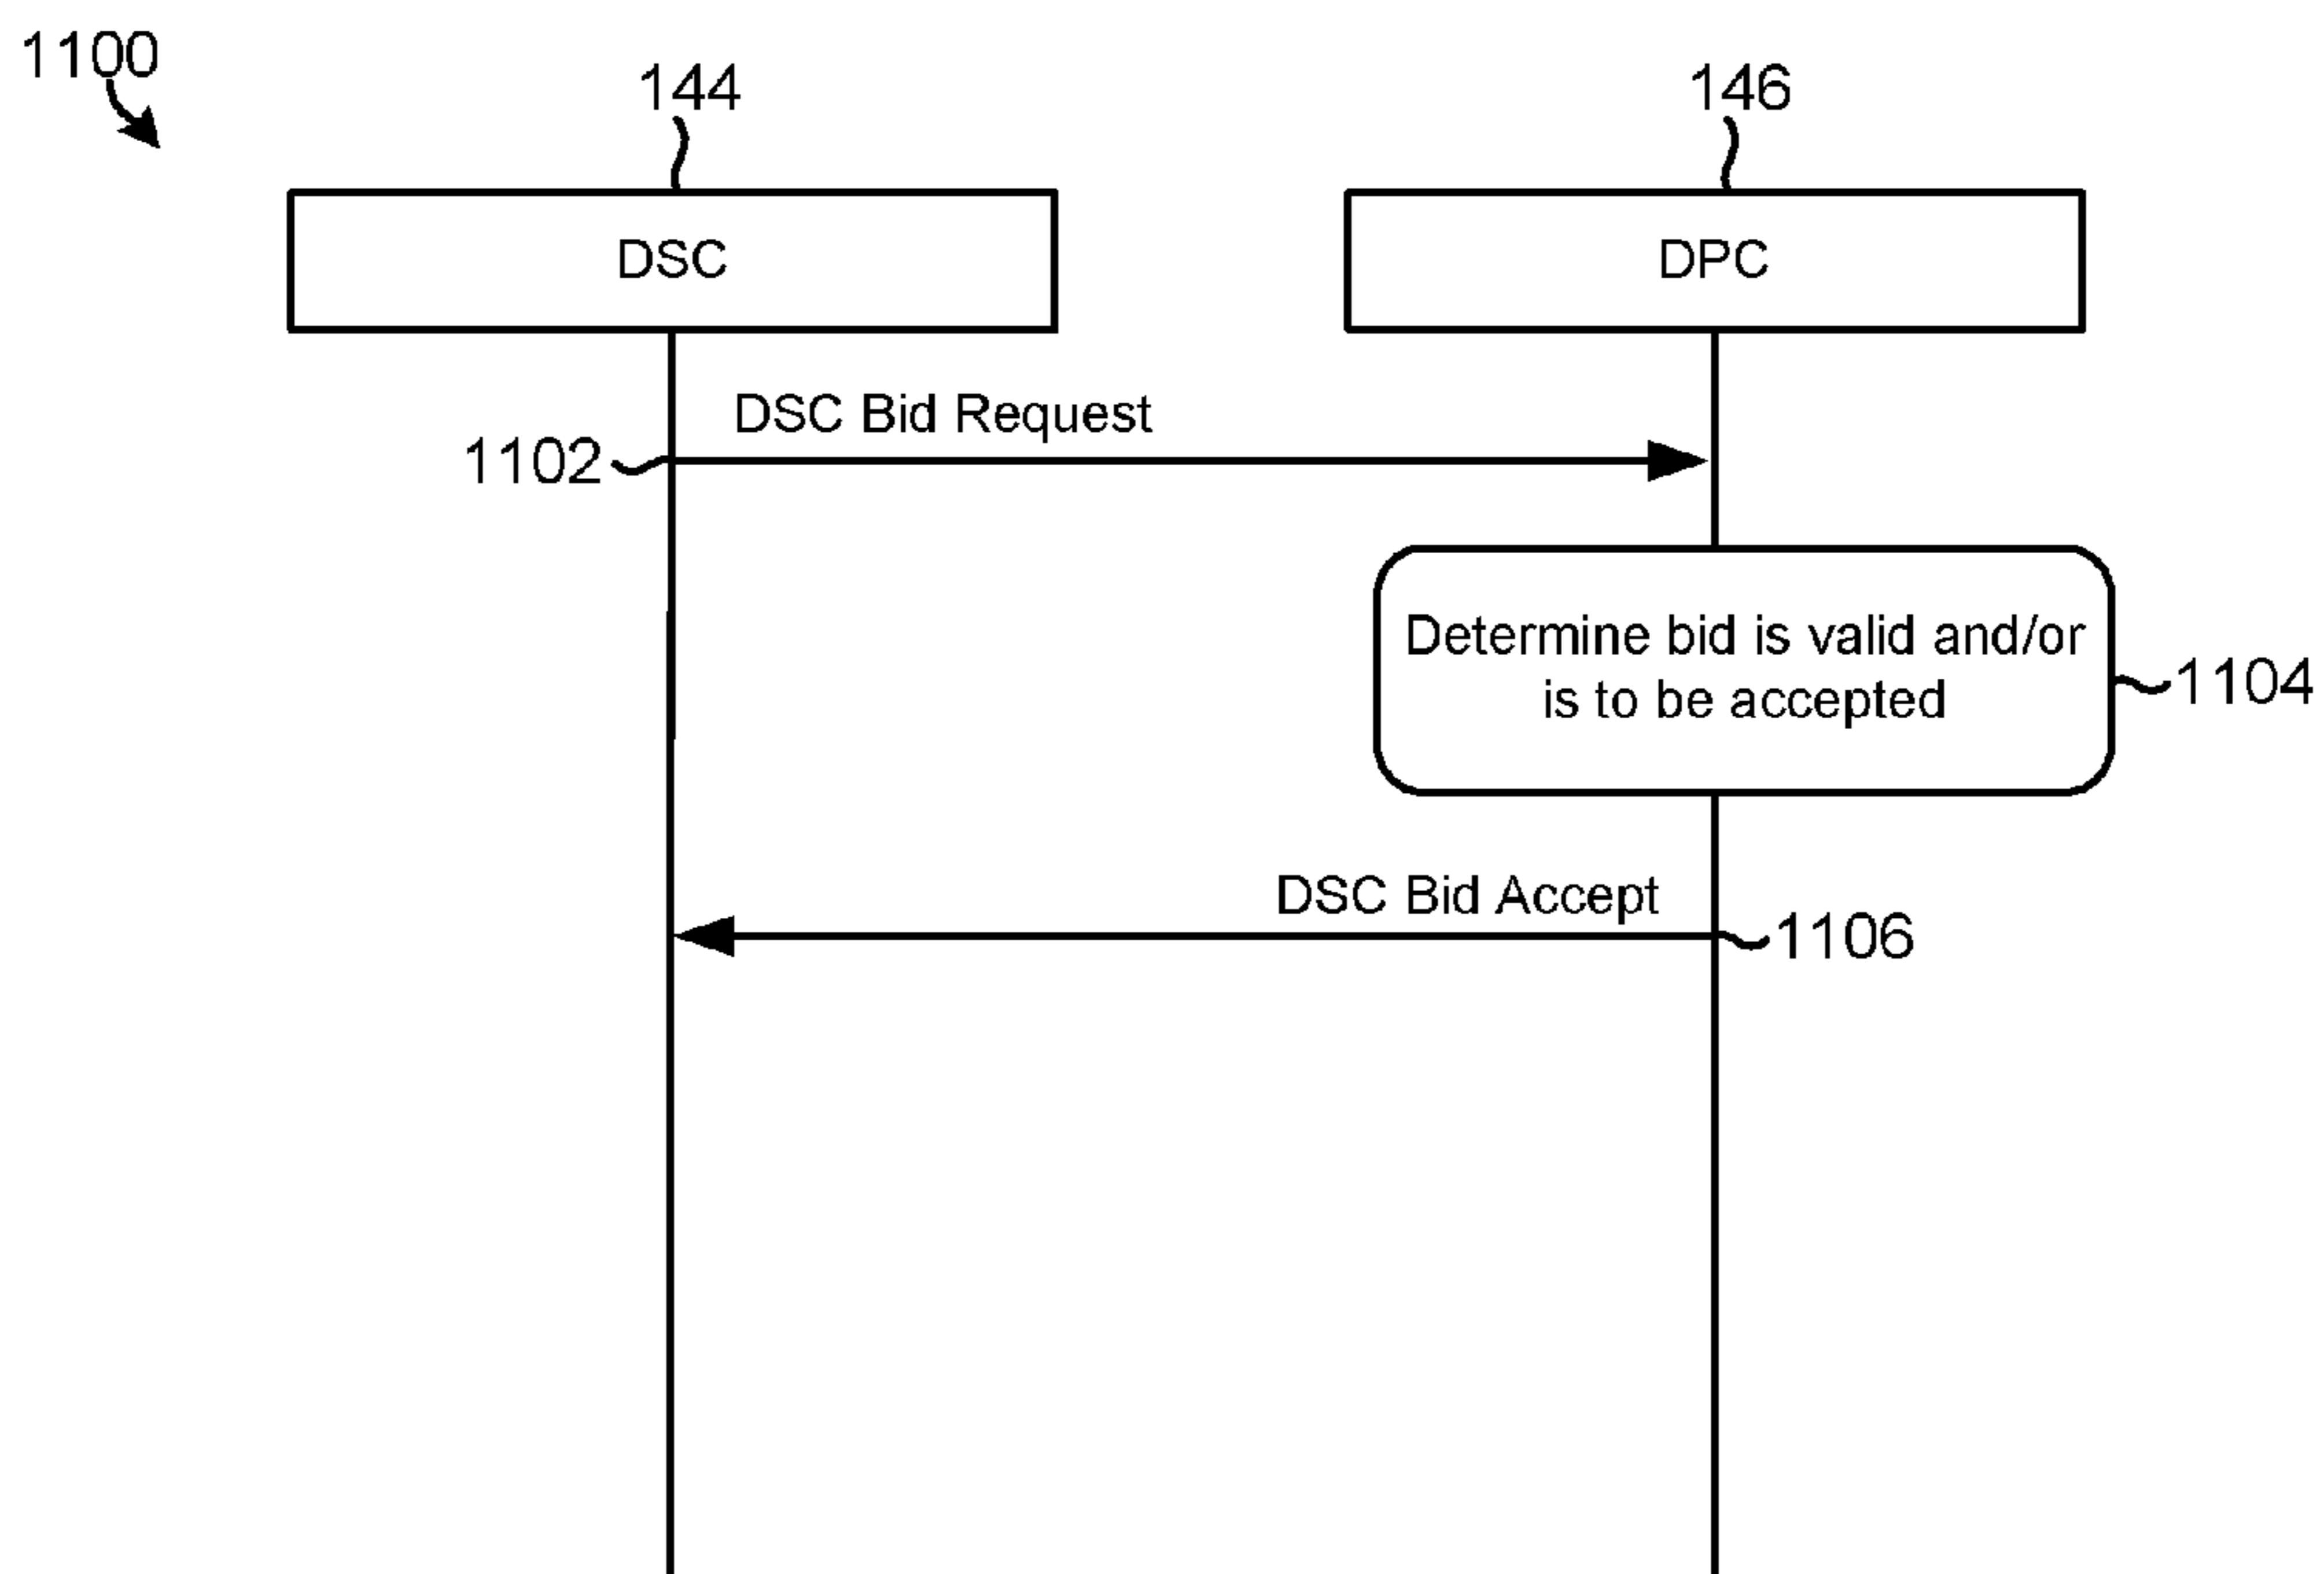 1100
144
146
DSC
DPC
DSC Bid Request
1102
Determine bid is valid and/or
is to be accepted
1104
DSC Bid Accept
1106